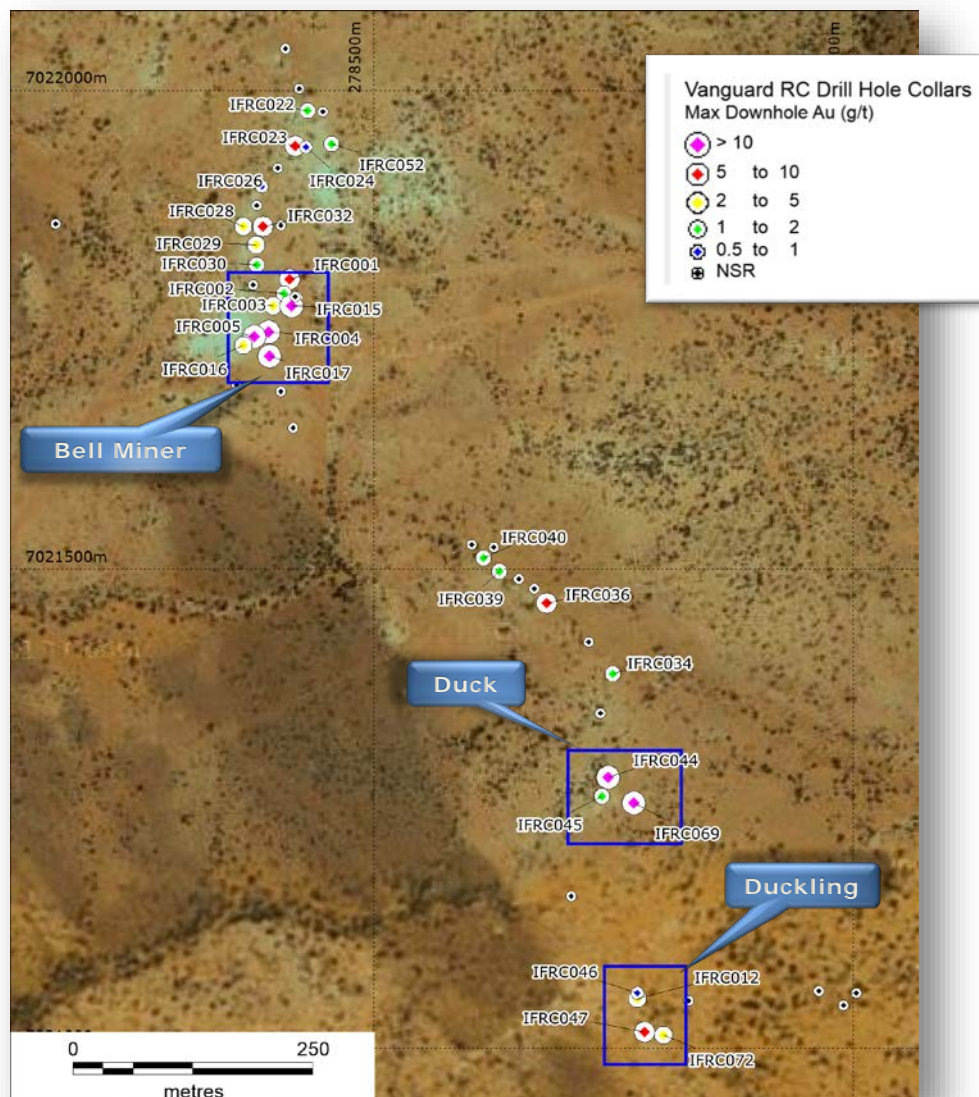 7022000m
278500m
Vanguard RC Drill Hole Collars
Max Downhole Au (g/t)
> 10
5 to 10
2 to 5
1 to 2
0.5 to 1
NSR
IFRC022
IFRC023
IFRC052
IFRC024
IFRC026
IFRC028
IFRC032
IFRC029
IFRC030
IFRC001
IFRC002
IFRC003
IFRC015
IFRC005
IFRC004
IFRC016
IFRC017
Bell Miner
7021500m
IFRC040
IFRC039
IFRC036
IFRC034
Duck
IFRC044
IFRC045
IFRC069
Duckling
IFRC046
IFRC012
IFRC047
IFRC072
0 250
metres